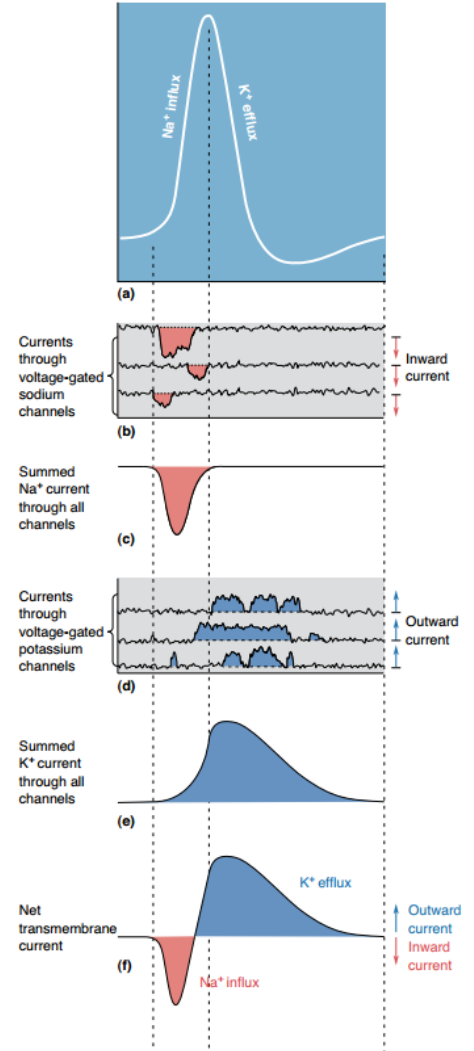 Na⁺ influx
K⁺ efflux
(a)
Currents
through
voltage-gated
sodium
channels
Inward
current
(b)
Summed
Na⁺ current
through all
channels
(c)
Currents
through
voltage-gated
potassium
channels
Outward
current
(d)
Summed
K⁺ current
through all
channels
(e)
Net
transmembrane
current
K⁺ efflux
Outward
current
Inward
current
Na⁺ influx
(f)